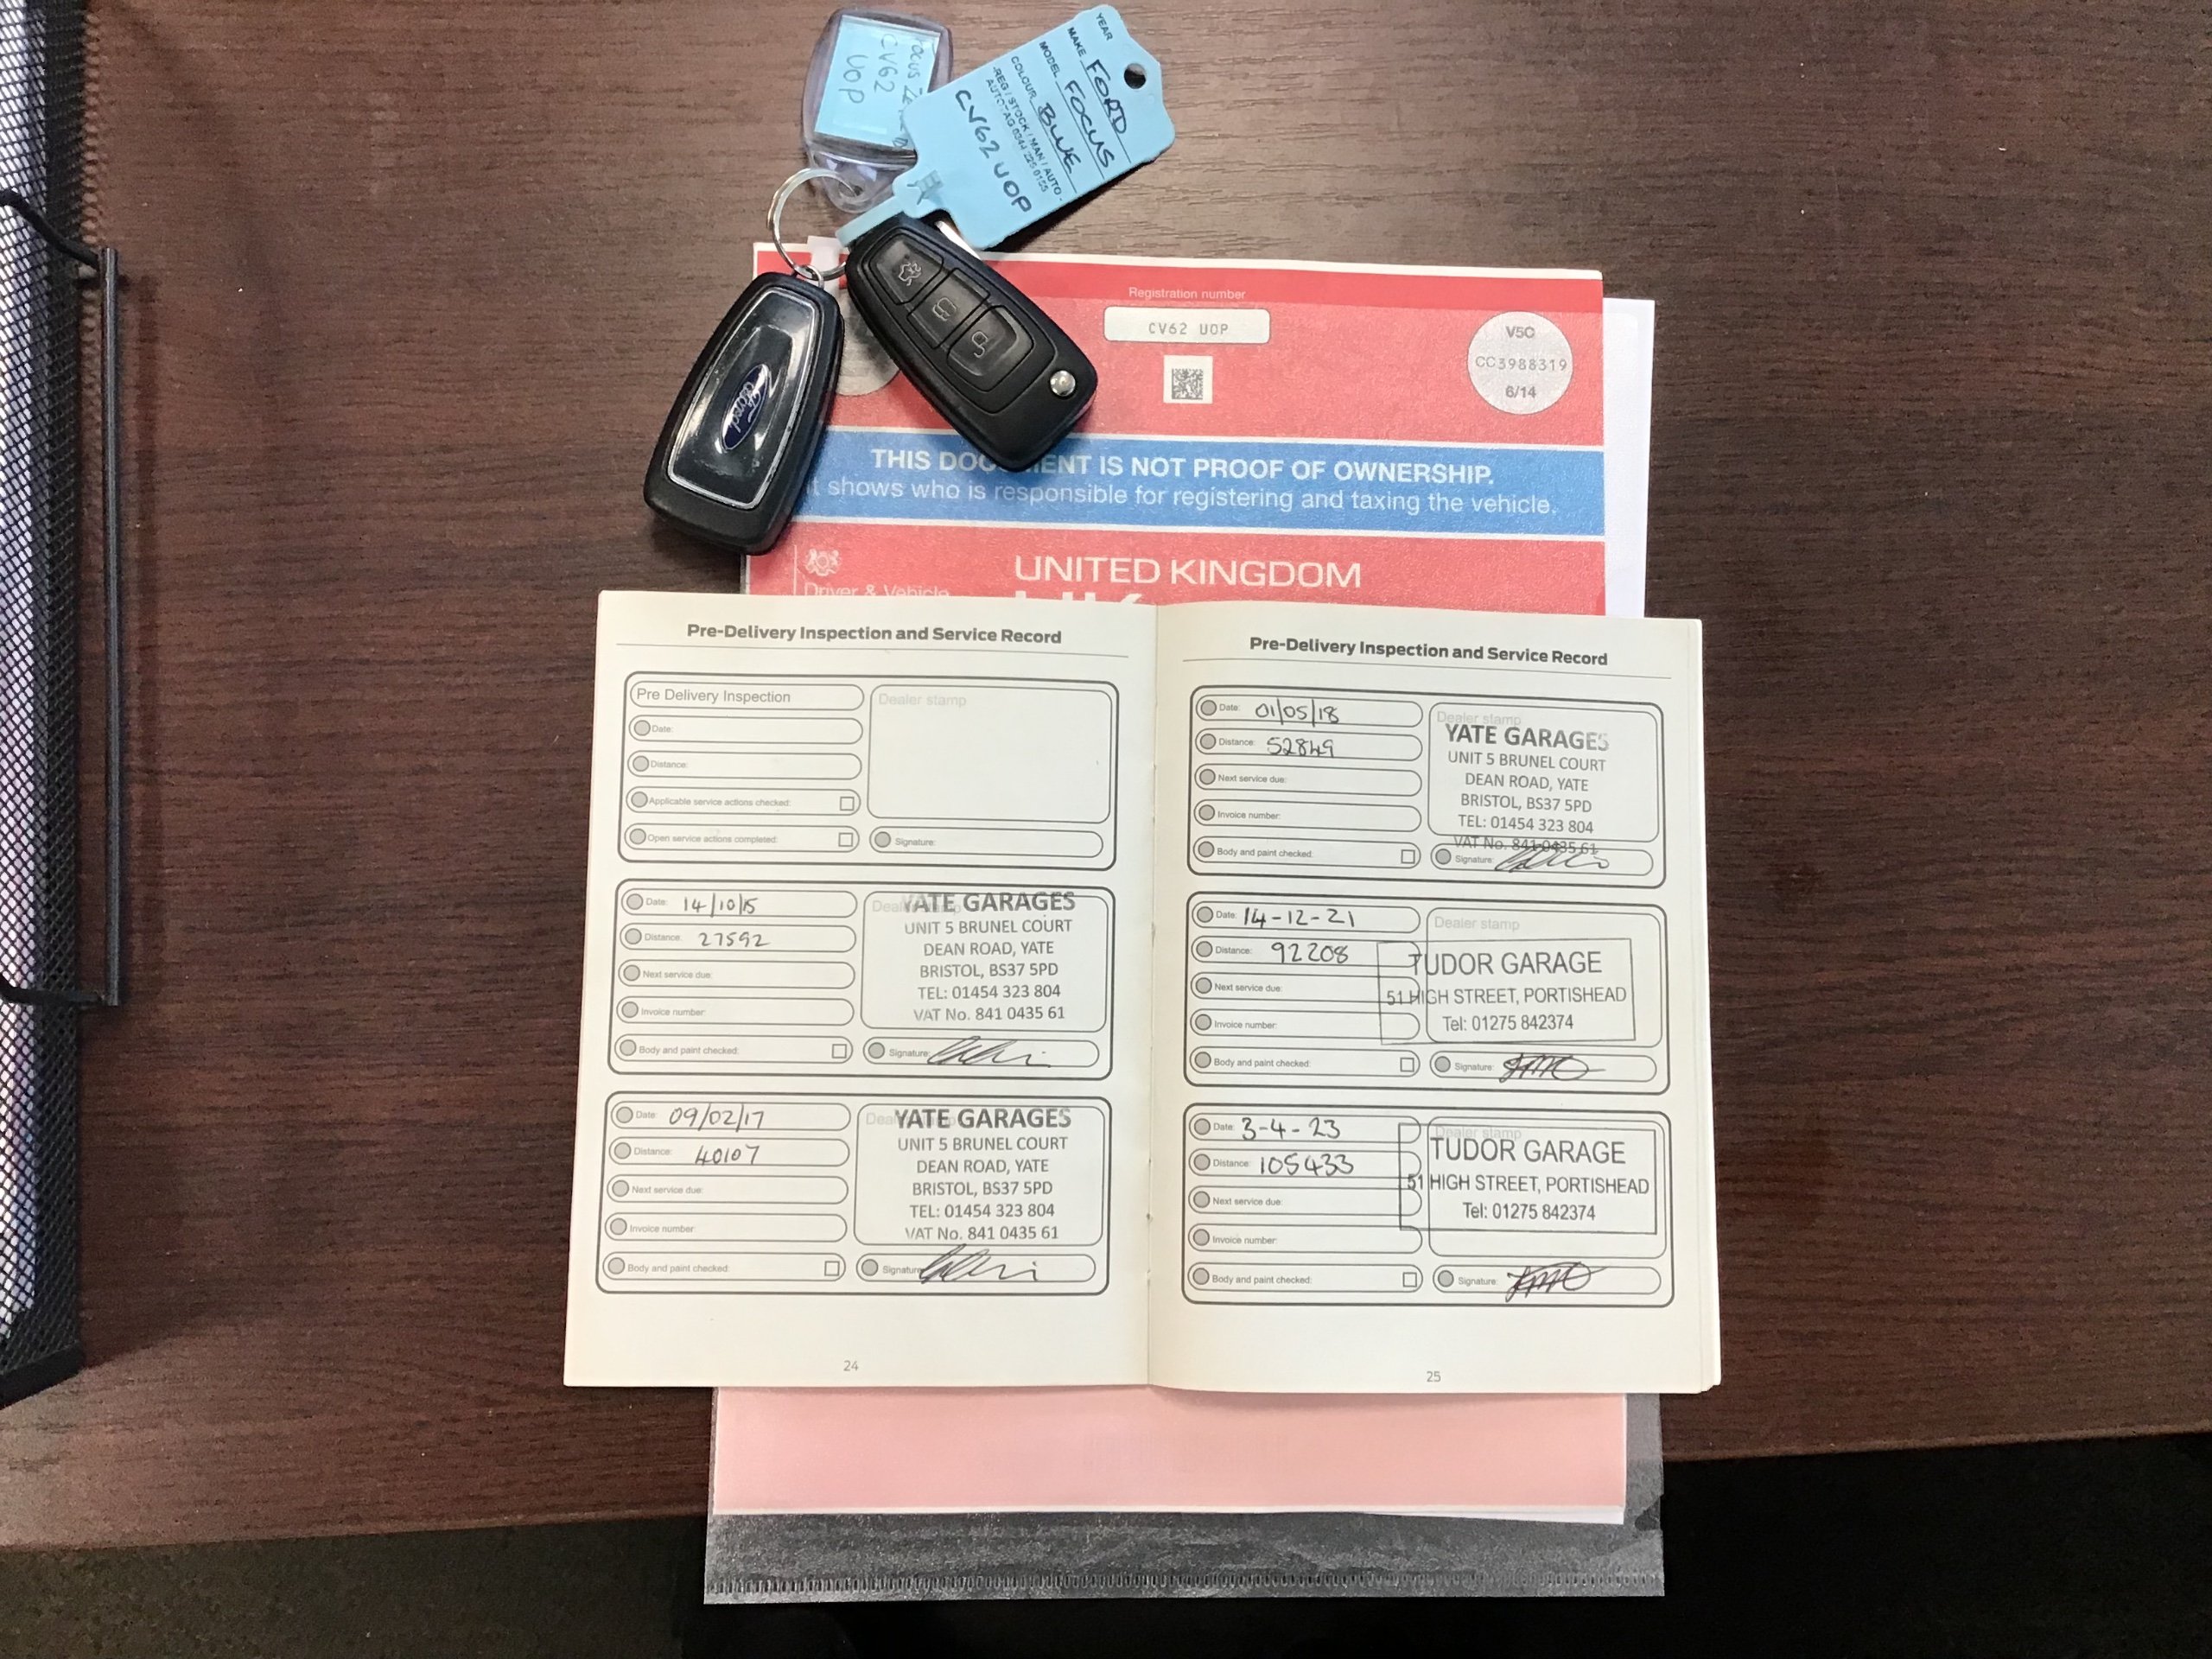 CV62
UOP
YEAR
MAKE FORD
MODEL FOCUS
COLOUR BLUE
REG / STOCK / MAN / AUTO
AUTOTAG
CV62 UOP
Ford
Registration number
CV62 UOP
V5C
CC3988319
6/14
THIS DOCUMENT IS NOT PROOF OF OWNERSHIP.
It shows who is responsible for registering and taxing the vehicle.
UNITED KINGDOM
Driver & Vehicle
Pre-Delivery Inspection and Service Record
Pre Delivery Inspection
Dealer stamp
Date:
Distance:
Applicable service actions checked:
Open service actions completed:
Signature:
Date: 14/10/15
Distance: 27592
Next service due:
Invoice number:
Body and paint checked:
Dealer stamp
YATE GARAGES
UNIT 5 BRUNEL COURT
DEAN ROAD, YATE
BRISTOL, BS37 5PD
TEL: 01454 323 804
VAT No. 841 0435 61
Signature:
Date: 09/02/17
Distance: 40107
Next service due:
Invoice number:
Body and paint checked:
Dealer stamp
YATE GARAGES
UNIT 5 BRUNEL COURT
DEAN ROAD, YATE
BRISTOL, BS37 5PD
TEL: 01454 323 804
VAT No. 841 0435 61
Signature:
24
Pre-Delivery Inspection and Service Record
Date: 01/05/18
Distance: 52849
Next service due:
Invoice number:
Body and paint checked:
Dealer stamp
YATE GARAGES
UNIT 5 BRUNEL COURT
DEAN ROAD, YATE
BRISTOL, BS37 5PD
TEL: 01454 323 804
VAT No. 841 0435 61
Signature:
Date: 14-12-21
Distance: 92208
Next service due:
Invoice number:
Body and paint checked:
Dealer stamp
TUDOR GARAGE
51 HIGH STREET, PORTISHEAD
Tel: 01275 842374
Signature:
Date: 3-4-23
Distance: 105433
Next service due:
Invoice number:
Body and paint checked:
Dealer stamp
TUDOR GARAGE
51 HIGH STREET, PORTISHEAD
Tel: 01275 842374
Signature:
25